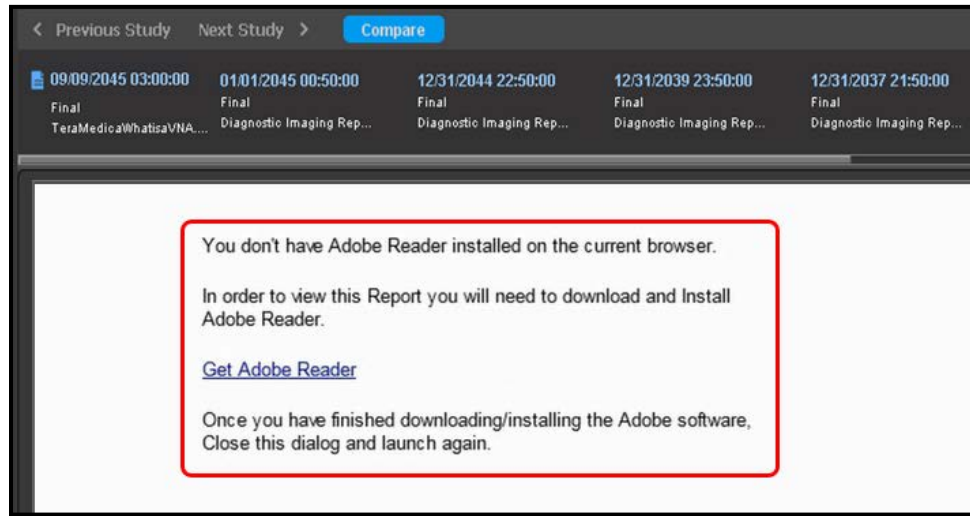 < Previous Study Next Study > Compare
09/09/2045 03:00:00 01/01/2045 00:50:00 12/31/2044 22:50:00 12/31/2039 23:50:00 12/31/2037 21:50:00
Final Final Final Final Final
TeraMedicaWhatisaVNA.... Diagnostic Imaging Rep... Diagnostic Imaging Rep... Diagnostic Imaging Rep... Diagnostic Imaging Rep...
You don't have Adobe Reader installed on the current browser.
In order to view this Report you will need to download and Install
Adobe Reader.
Get Adobe Reader
Once you have finished downloading/installing the Adobe software,
Close this dialog and launch again.